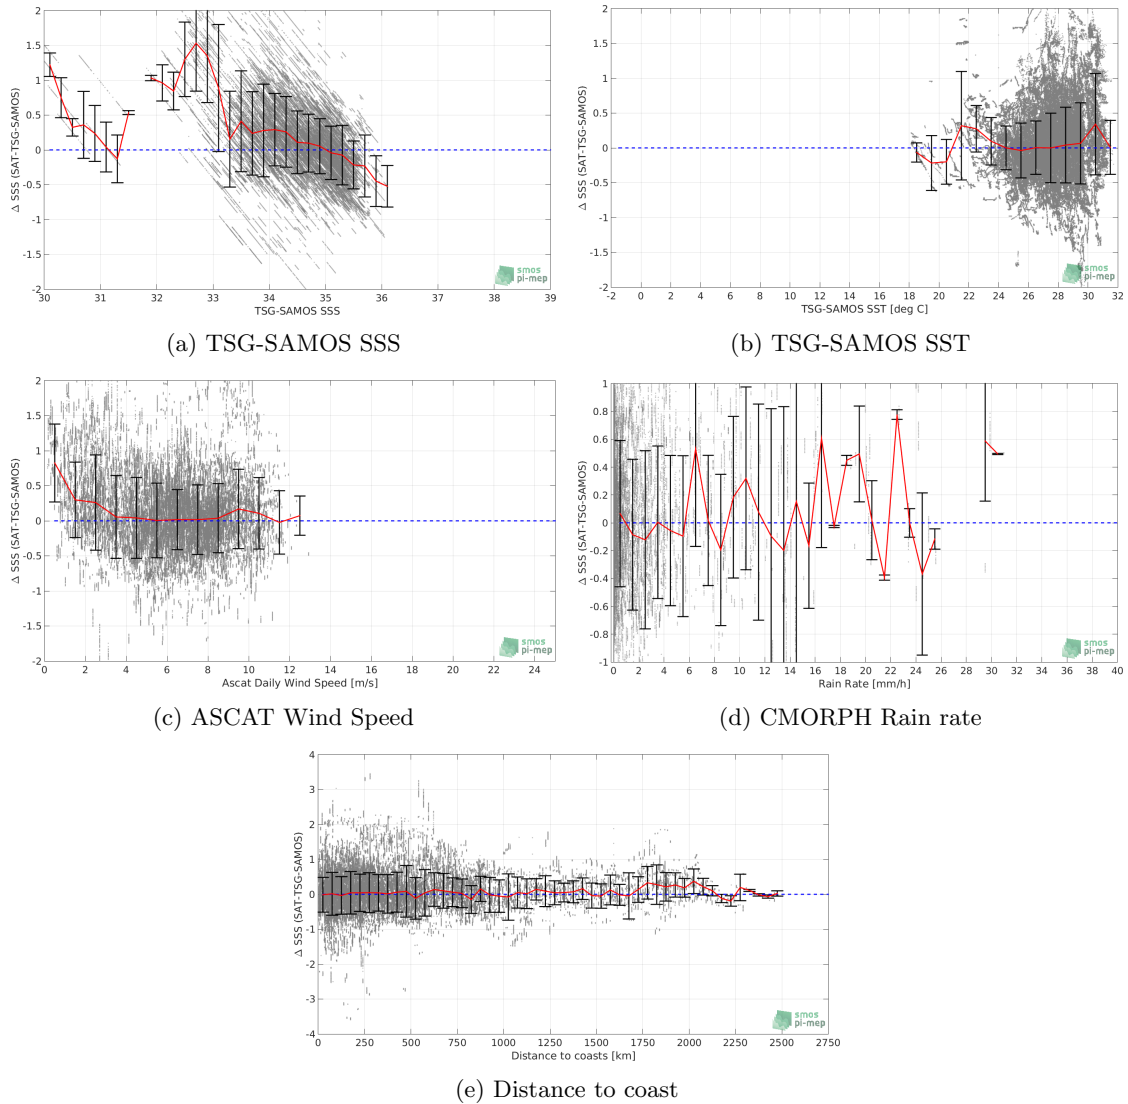 Δ SSS (SAT-TSG-SAMOS)
2
1.5
1
0.5
0
-0.5
-1
-1.5
-2
30 31 32 33 34 35 36 37 38 39
TSG-SAMOS SSS
smos
pi-mep
(a) TSG-SAMOS SSS
Δ SSS (SAT-TSG-SAMOS)
2
1.5
1
0.5
0
-0.5
-1
-1.5
-2
-2 0 2 4 6 8 10 12 14 16 18 20 22 24 26 28 30 32
TSG-SAMOS SST [deg C]
smos
pi-mep
(b) TSG-SAMOS SST
Δ SSS (SAT-TSG-SAMOS)
2
1.5
1
0.5
0
-0.5
-1
-1.5
-2
0 2 4 6 8 10 12 14 16 18 20 22 24
Ascat Daily Wind Speed [m/s]
smos
pi-mep
(c) ASCAT Wind Speed
Δ SSS (SAT-TSG-SAMOS)
1
0.8
0.6
0.4
0.2
0
-0.2
-0.4
-0.6
-0.8
-1
0 2 4 6 8 10 12 14 16 18 20 22 24 26 28 30 32 34 36 38 40
Rain Rate [mm/h]
smos
pi-mep
(d) CMORPH Rain rate
Δ SSS (SAT-TSG-SAMOS)
4
3
2
1
0
-1
-2
-3
-4
0 250 500 750 1000 1250 1500 1750 2000 2250 2500 2750
Distance to coasts [km]
smos
pi-mep
(e) Distance to coast